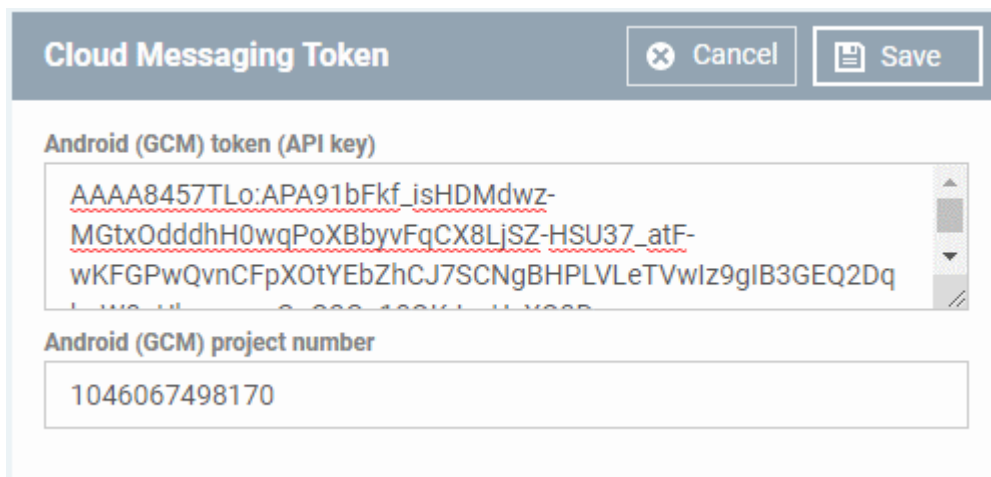 Cloud Messaging Token
Cancel
Save
Android (GCM) token (API key)
AAAA8457TLo:APA91bFkf_isHDMdwz-
MGtxOdddhH0wqPoXBbyvFqCX8LjSZ-HSU37_atF-
wKFGPwQvnCFpXOtYEbZhCJ7SCNgBHPLVLeTVwIz9gIB3GEQ2Dq
Android (GCM) project number
1046067498170